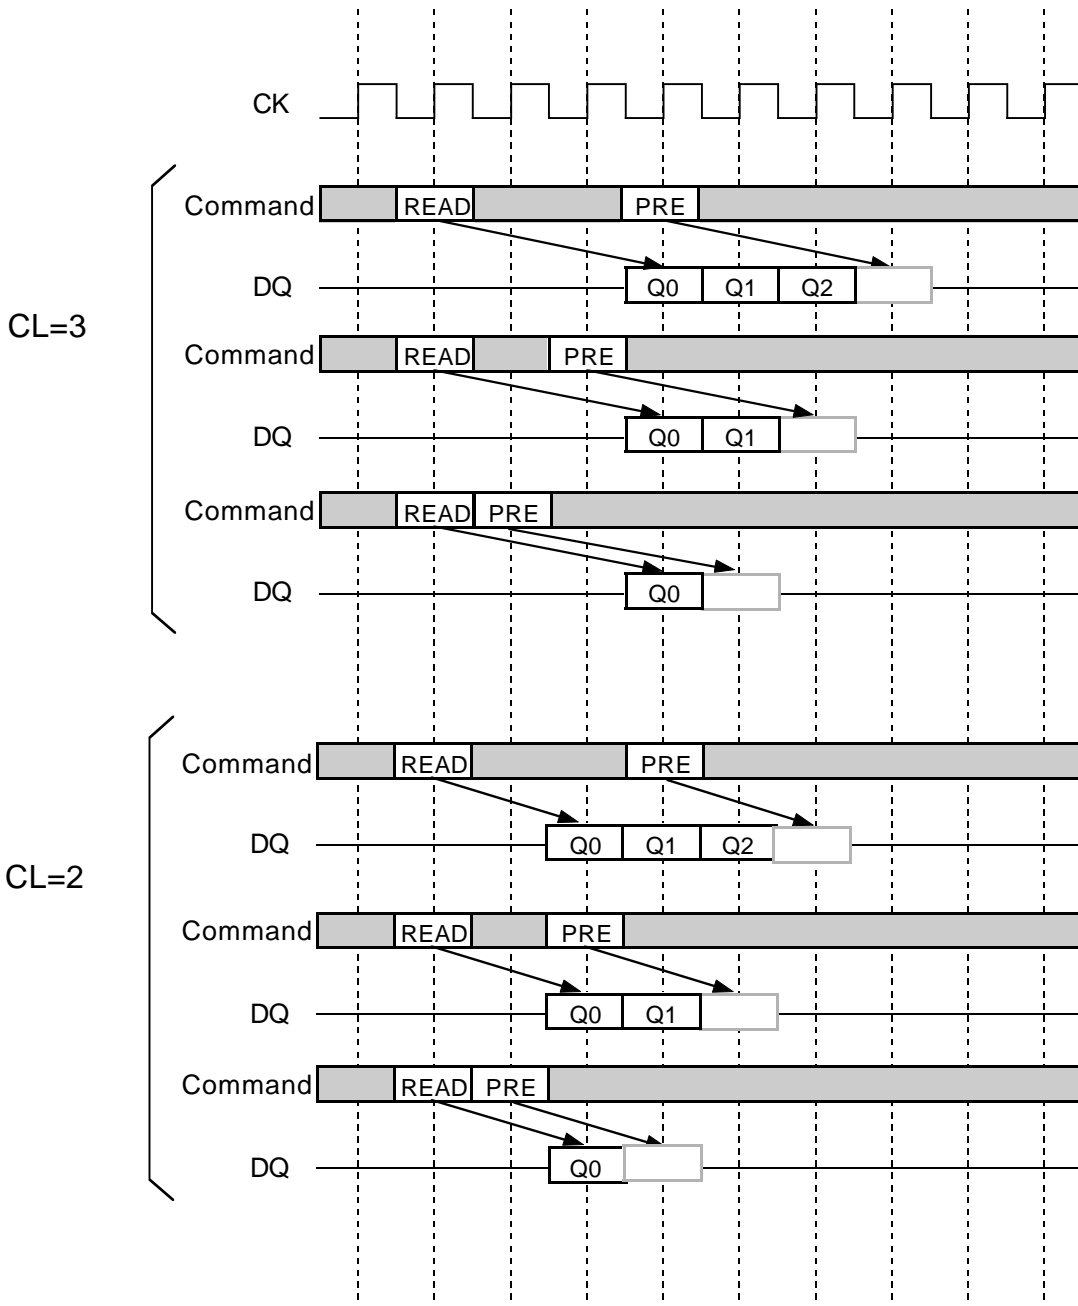 CK
Command READ PRE
DQ Q0 Q1 Q2
CL=3
Command READ PRE
DQ Q0 Q1
Command READ PRE
DQ Q0
Command READ PRE
DQ Q0 Q1 Q2
CL=2
Command READ PRE
DQ Q0 Q1
Command READ PRE
DQ Q0